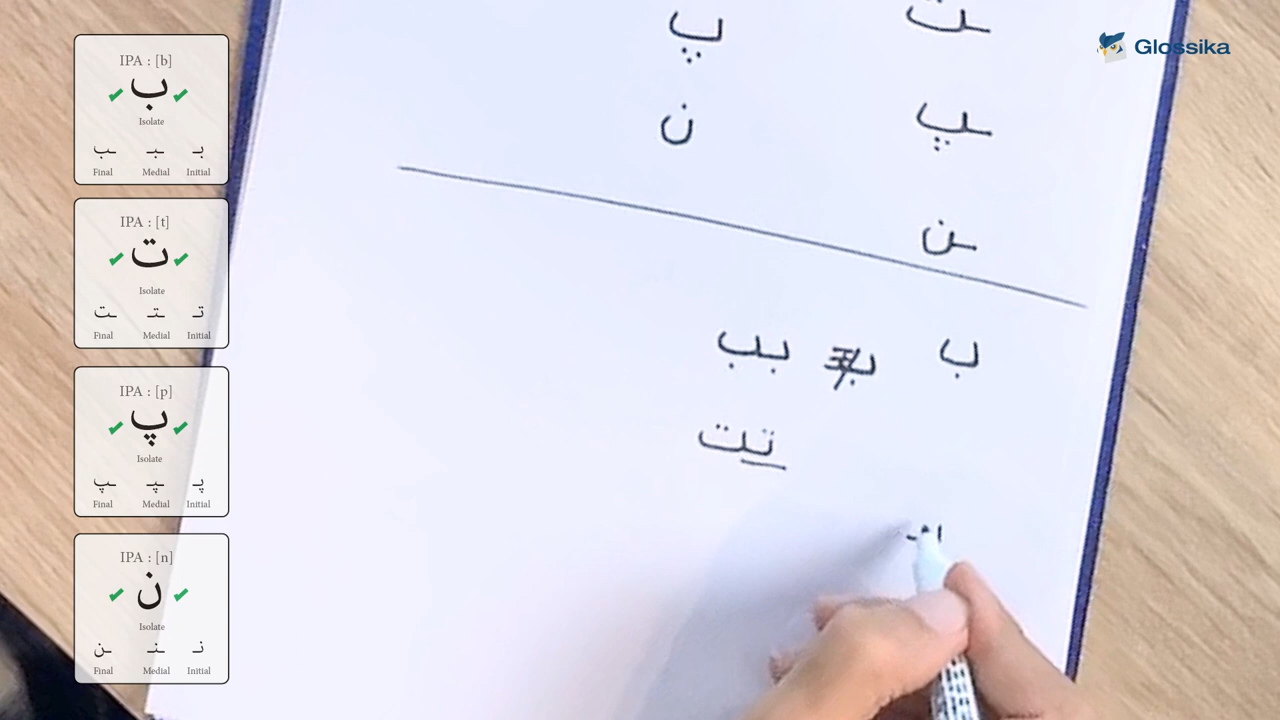 Glossika
IPA : [b]
ب
Isolate
ـب ـبـ بـ
Final Medial Initial
IPA : [t]
ت
Isolate
ـت ـتـ تـ
Final Medial Initial
IPA : [p]
پ
Isolate
ـپ ـپـ پـ
Final Medial Initial
IPA : [n]
ن
Isolate
ـن ـنـ نـ
Final Medial Initial
ـت
پ
ـپ
ن
ـن
ب بب
تت